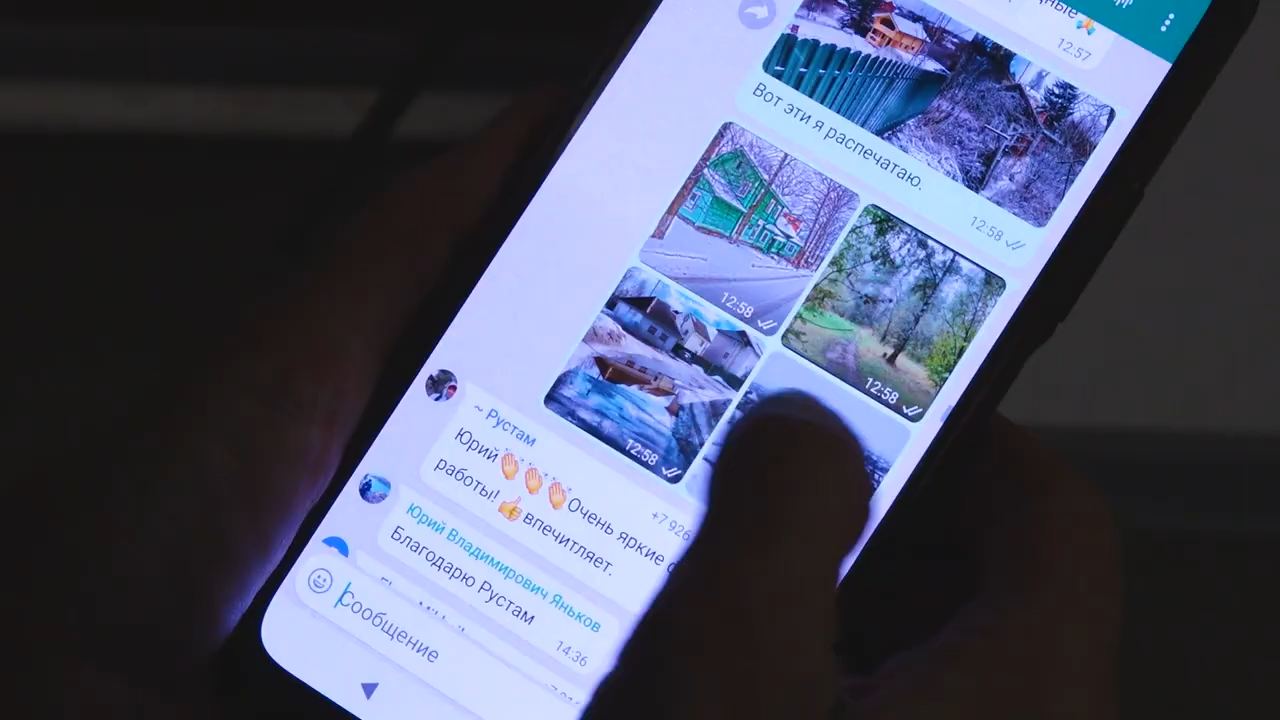 12:57
Вот эти я распечатаю.
12:58
12:58
12:58
12:58
~ Рустам
+7 926
Юрий👏👏👏Очень яркие
работы!👍впечитляет.
Юрий Владимирович Яньков
Благодарю Рустам
14:36
Сообщение